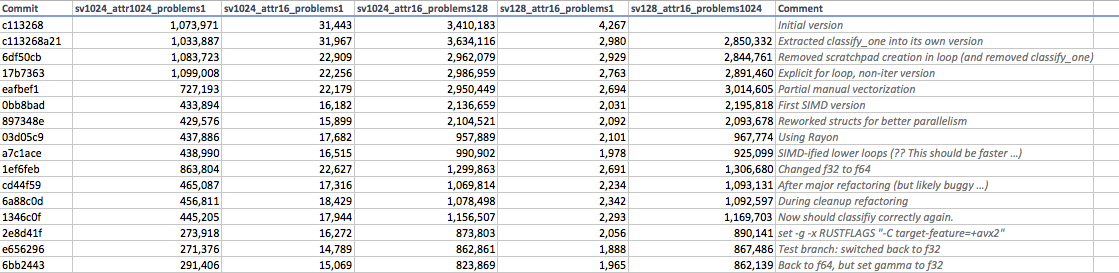 Commit sv1024_attr1024_problems1 sv1024_attr16_problems1 sv1024_attr16_problems128 sv128_attr16_problems1 sv128_attr16_problems1024 Comment
c113268 1,073,971 31,443 3,410,183 4,267 Initial version
c113268a21 1,033,887 31,967 3,634,116 2,980 2,850,332 Extracted classify_one into its own version
6df50cb 1,083,723 22,909 2,962,079 2,929 2,844,761 Removed scratchpad creation in loop (and removed classify_one)
17b7363 1,099,008 22,256 2,986,959 2,763 2,891,460 Explicit for loop, non-iter version
eafbef1 727,193 22,179 2,950,449 2,694 3,014,605 Partial manual vectorization
0bb8bad 433,894 16,182 2,136,659 2,031 2,195,818 First SIMD version
897348e 429,576 15,899 2,104,521 2,092 2,093,678 Reworked structs for better parallelism
03d05c9 437,886 17,682 957,889 2,101 967,774 Using Rayon
a7c1ace 438,990 16,515 990,902 1,978 925,099 SIMD-ified lower loops (?? This should be faster ...)
1ef6feb 863,804 22,627 1,299,863 2,691 1,306,680 Changed f32 to f64
cd44f59 465,087 17,316 1,069,814 2,234 1,093,131 After major refactoring (but likely buggy ...)
6a88c0d 456,811 18,429 1,078,498 2,342 1,092,597 During cleanup refactoring
1346c0f 445,205 17,944 1,156,507 2,293 1,169,703 Now should classifiy correctly again.
2e8d41f 273,918 16,272 873,803 2,056 890,141 set -g -x RUSTFLAGS "-C target-feature=+avx2"
e656296 271,376 14,789 862,861 1,888 867,486 Test branch: switched back to f32
6bb2443 291,406 15,069 823,869 1,965 862,139 Back to f64, but set gamma to f32